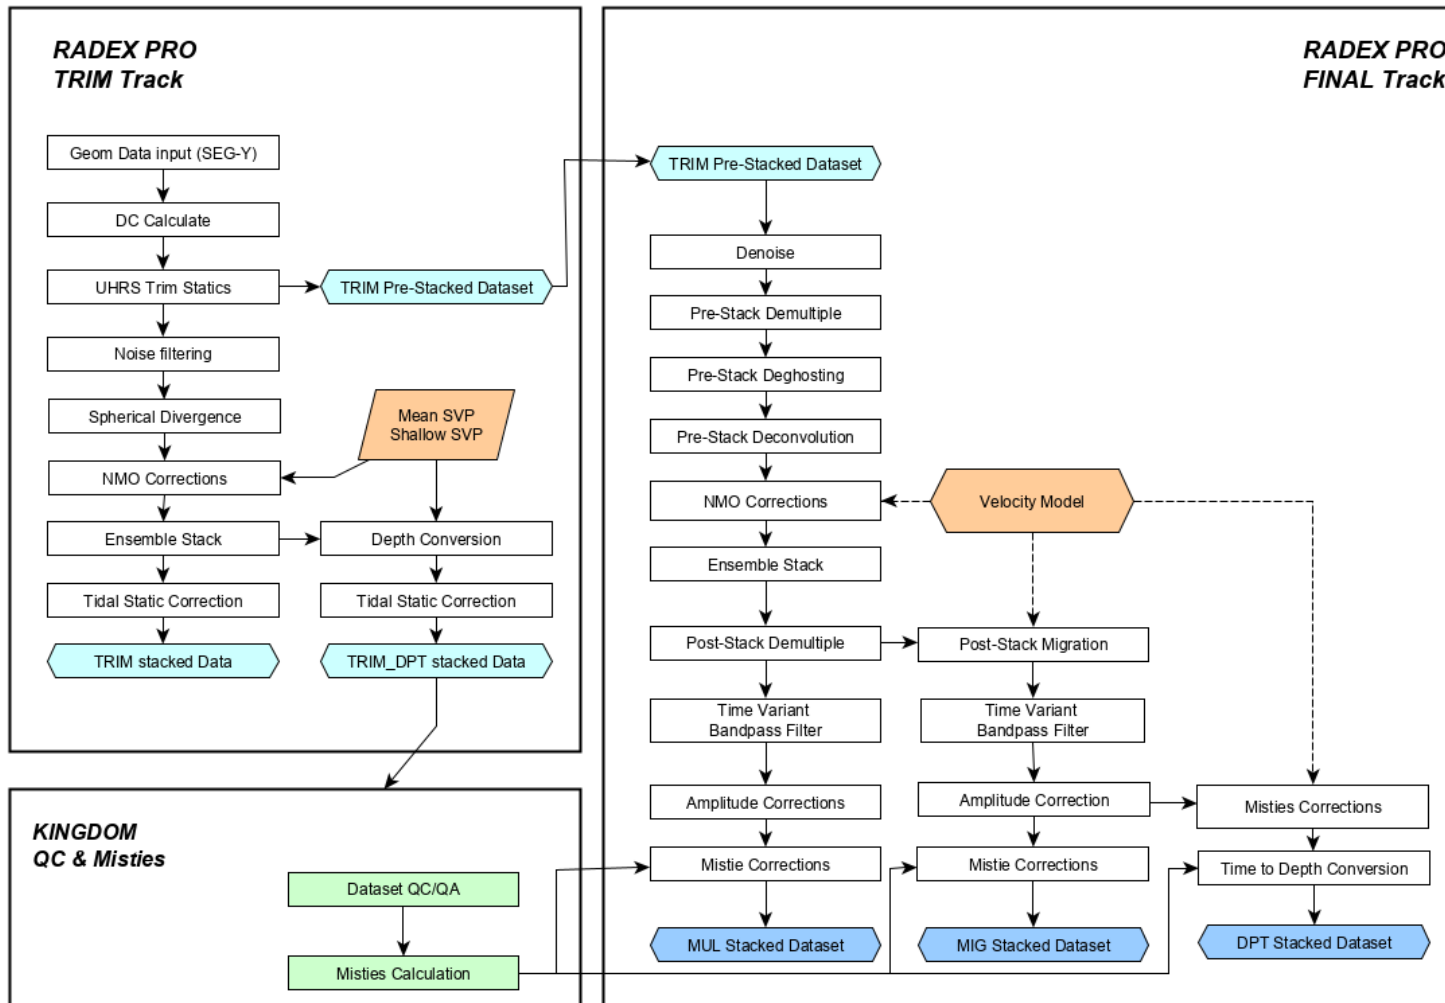 RADEX PRO
TRIM Track
Geom Data input (SEG-Y)
DC Calculate
UHRS Trim Statics
TRIM Pre-Stacked Dataset
Noise filtering
Spherical Divergence
Mean SVP
Shallow SVP
NMO Corrections
Ensemble Stack
Depth Conversion
Tidal Static Correction
Tidal Static Correction
TRIM stacked Data
TRIM_DPT stacked Data
KINGDOM
QC & Misties
Dataset QC/QA
Misties Calculation
RADEX PRO
FINAL Track
TRIM Pre-Stacked Dataset
Denoise
Pre-Stack Demultiple
Pre-Stack Deghosting
Pre-Stack Deconvolution
NMO Corrections
Velocity Model
Ensemble Stack
Post-Stack Demultiple
Post-Stack Migration
Time Variant
Bandpass Filter
Time Variant
Bandpass Filter
Amplitude Corrections
Amplitude Correction
Misties Corrections
Mistie Corrections
Mistie Corrections
Time to Depth Conversion
MUL Stacked Dataset
MIG Stacked Dataset
DPT Stacked Dataset